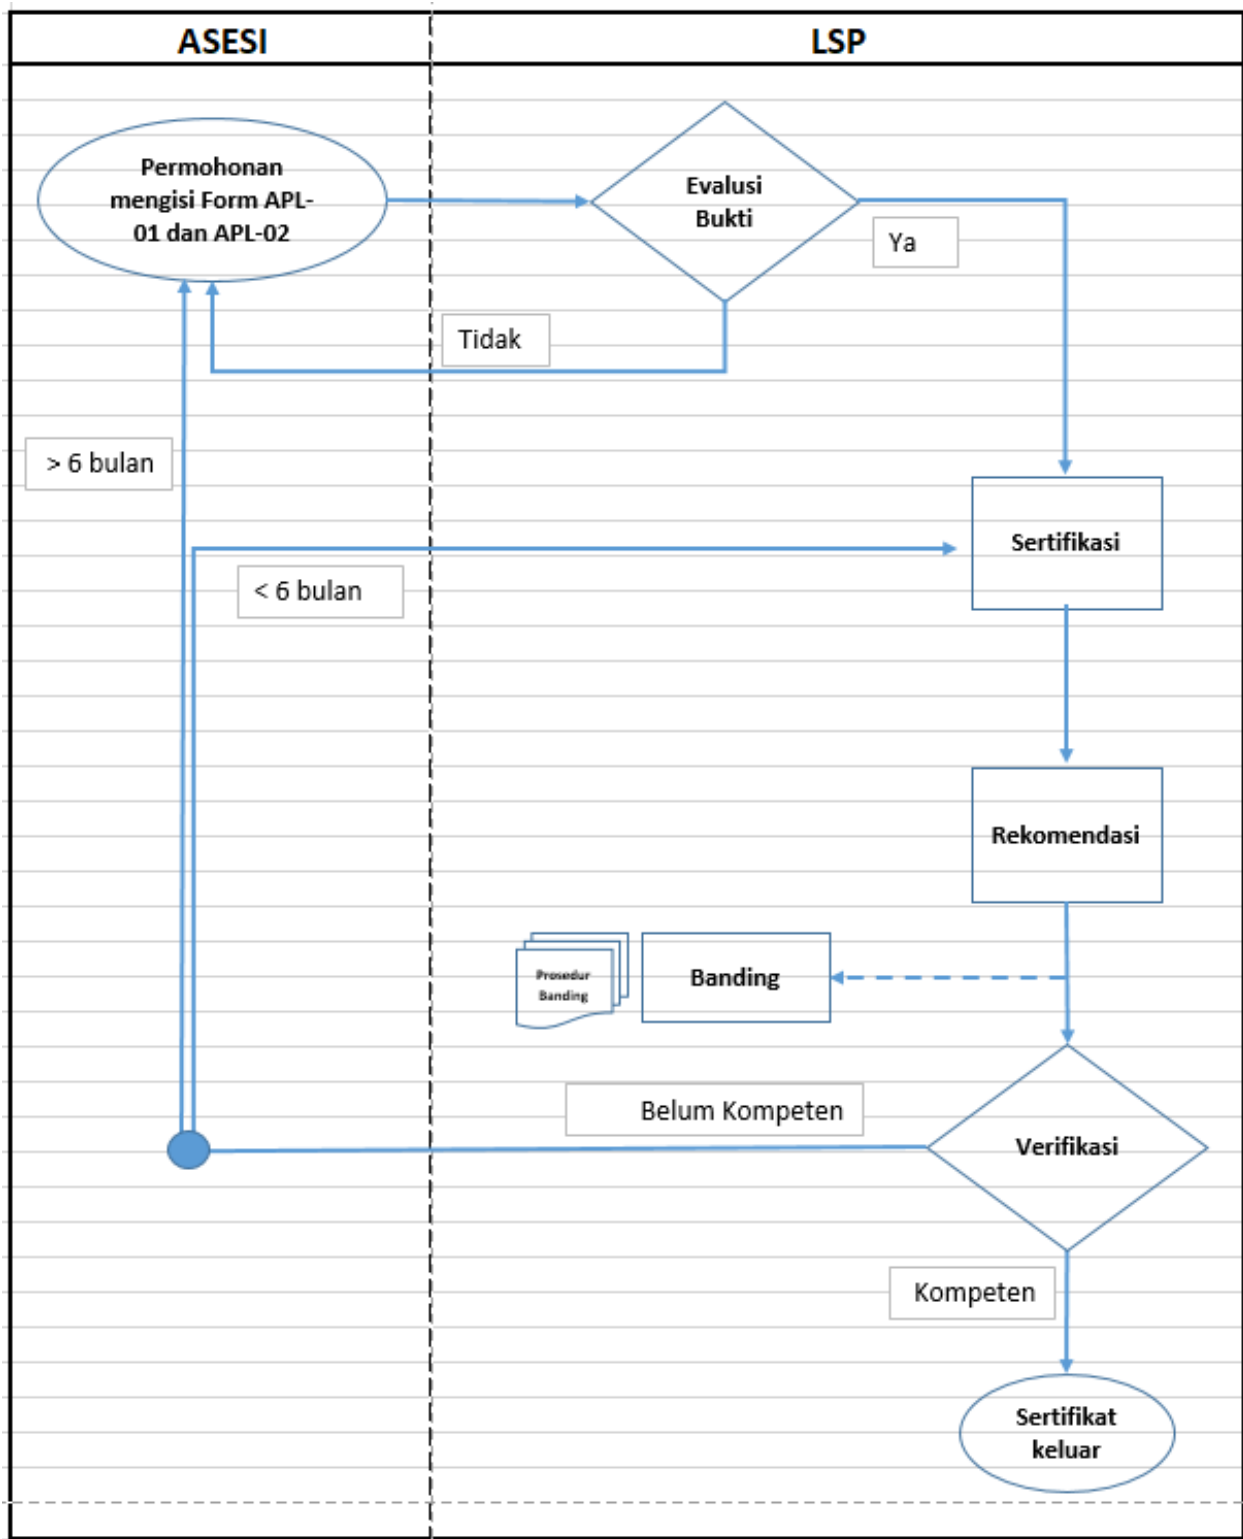 ASESI
LSP
Permohonan
mengisi Form APL-
01 dan APL-02
Evalusi
Bukti
Ya
Tidak
> 6 bulan
Sertifikasi
< 6 bulan
Rekomendasi
Prosedur
Banding
Banding
Belum Kompeten
Verifikasi
Kompeten
Sertifikat
keluar